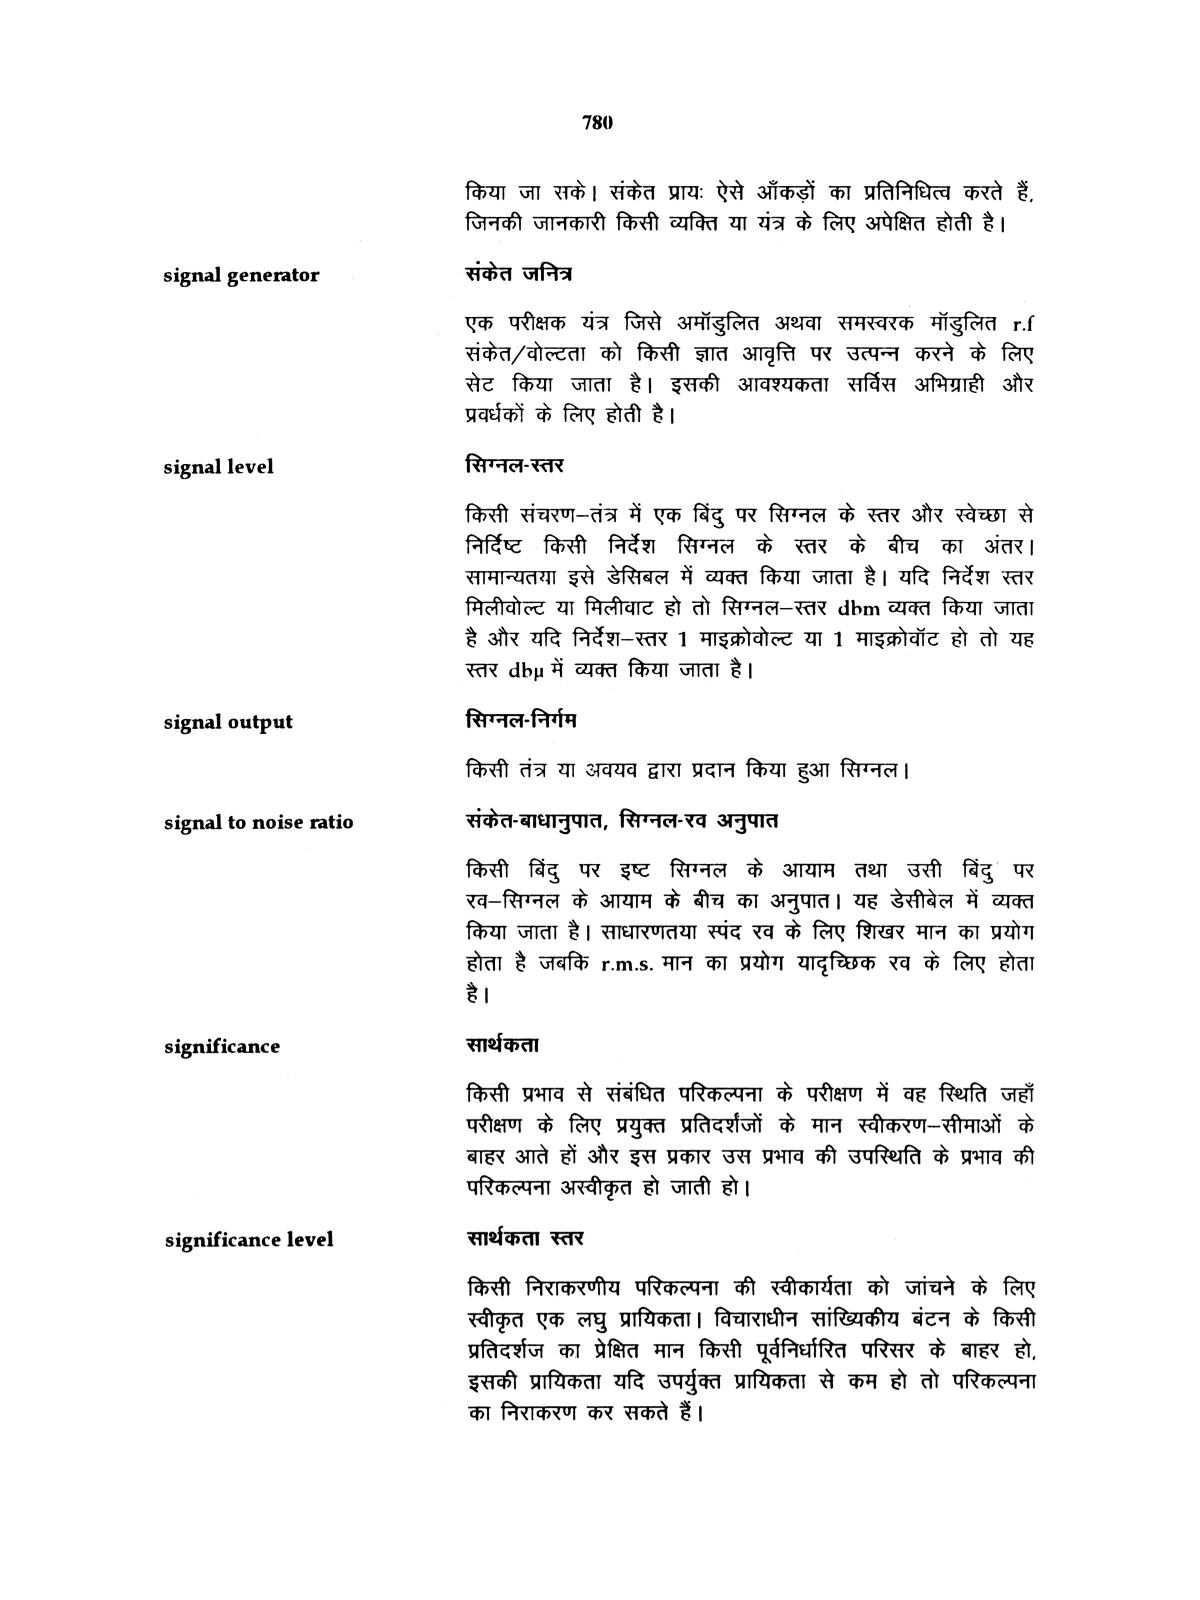 780
किया जा सके। संकेत प्रायः ऐसे आँकड़ों का प्रतिनिधित्व करते हैं,
जिनकी जानकारी किसी व्यक्ति या यंत्र के लिए अपेक्षित होती है।
signal generator संकेत जनित्र
एक परीक्षक यंत्र जिसे अमॉडुलित अथवा समस्वरक मॉडुलित r.f
संकेत/वोल्टता को किसी ज्ञात आवृत्ति पर उत्पन्न करने के लिए
सेट किया जाता है। इसकी आवश्यकता सर्विस अभिग्राही और
प्रवर्धकों के लिए होती है।
signal level सिग्नल-स्तर
किसी संचरण–तंत्र में एक बिंदु पर सिग्नल के स्तर और स्वेच्छा से
निर्दिष्ट किसी निर्देश सिग्नल के स्तर के बीच का अंतर।
सामान्यतया इसे डेसिबल में व्यक्त किया जाता है। यदि निर्देश स्तर
मिलीवोल्ट या मिलीवाट हो तो सिग्नल–स्तर dbm व्यक्त किया जाता
है और यदि निर्देश–स्तर 1 माइक्रोवोल्ट या 1 माइक्रोवॉट हो तो यह
स्तर dbµ में व्यक्त किया जाता है।
signal output सिग्नल-निर्गम
किसी तंत्र या अवयव द्वारा प्रदान किया हुआ सिग्नल।
signal to noise ratio संकेत-बाधानुपात, सिग्नल-रव अनुपात
किसी बिंदु पर इष्ट सिग्नल के आयाम तथा उसी बिंदु पर
रव–सिग्नल के आयाम के बीच का अनुपात। यह डेसीबेल में व्यक्त
किया जाता है। साधारणतया स्पंद रव के लिए शिखर मान का प्रयोग
होता है जबकि r.m.s. मान का प्रयोग यादृच्छिक रव के लिए होता
है।
significance सार्थकता
किसी प्रभाव से संबंधित परिकल्पना के परीक्षण में वह स्थिति जहाँ
परीक्षण के लिए प्रयुक्त प्रतिदर्शजों के मान स्वीकरण–सीमाओं के
बाहर आते हों और इस प्रकार उस प्रभाव की उपस्थिति के प्रभाव की
परिकल्पना अस्वीकृत हो जाती हो।
significance level सार्थकता स्तर
किसी निराकरणीय परिकल्पना की स्वीकार्यता को जांचने के लिए
स्वीकृत एक लघु प्रायिकता। विचाराधीन सांख्यिकीय बंटन के किसी
प्रतिदर्शज का प्रेक्षित मान किसी पूर्वनिर्धारित परिसर के बाहर हो,
इसकी प्रायिकता यदि उपर्युक्त प्रायिकता से कम हो तो परिकल्पना
का निराकरण कर सकते हैं।